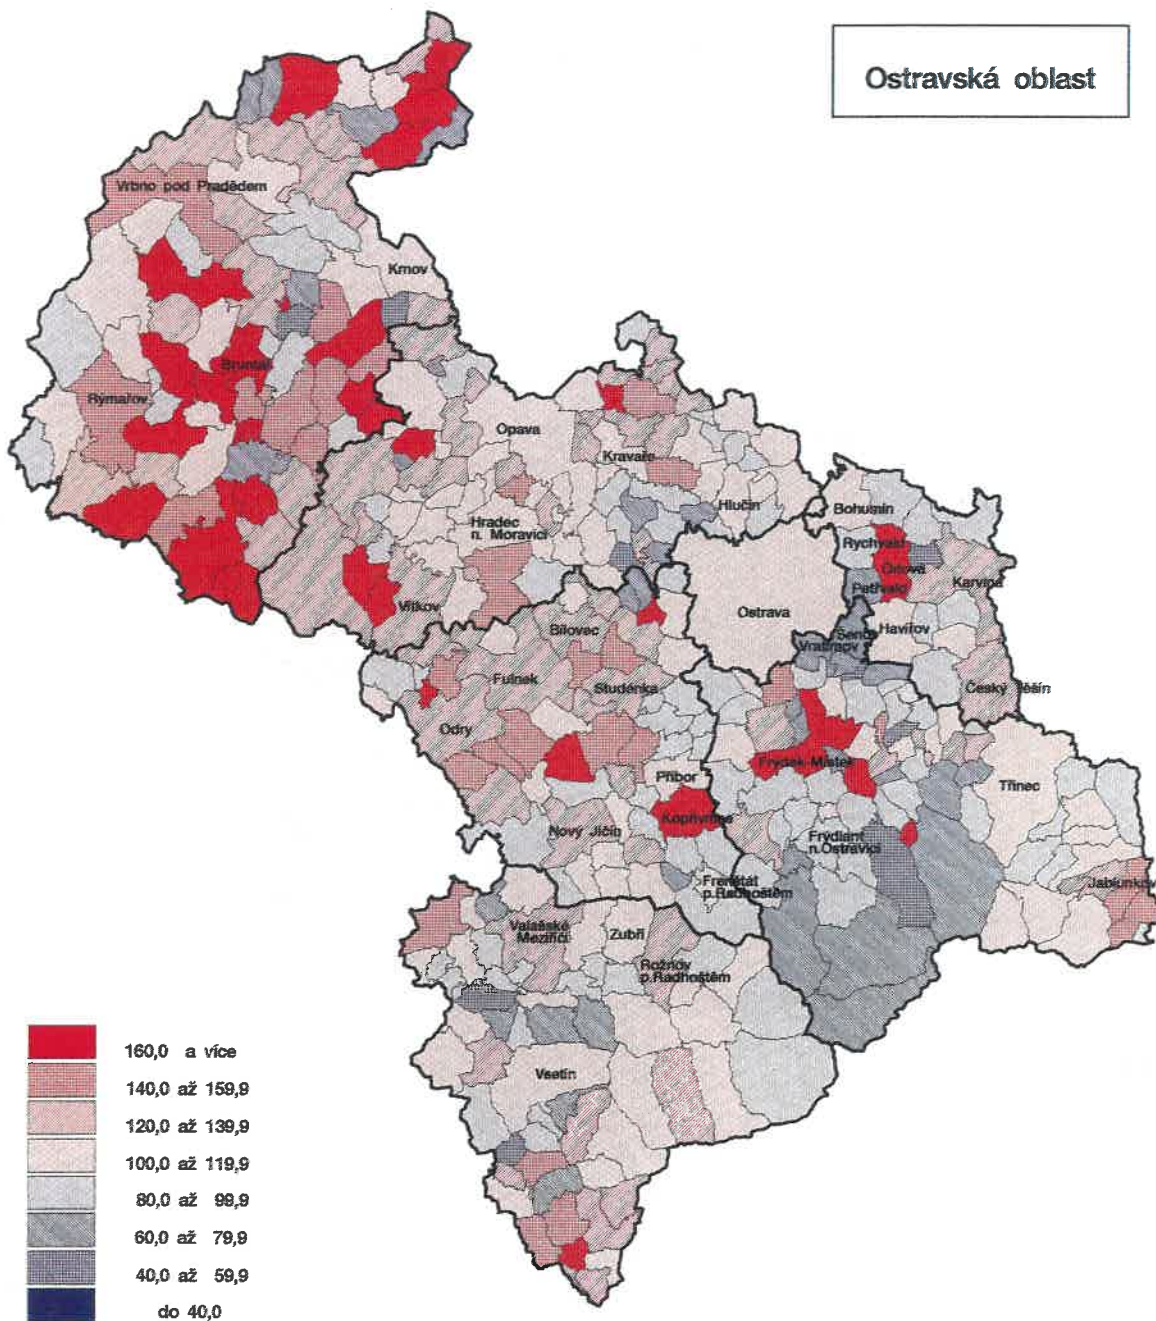 Ostravská oblast
Vrbno pod Pradědem
Krnov
Bruntál
Rýmařov
Opava
Kravaře
Hlučín
Hradec
n. Moravicí
Vítkov
Bohumín
Rychvald
Orlová
Petřvald
Karviná
Ostrava
Havířov
Šenov
Vratimov
Český Těšín
Bílovec
Fulnek
Studénka
Odry
Příbor
Frýdek-Místek
Třinec
Kopřivnice
Nový Jičín
Frýdlant
n.Ostravicí
Frenštát
p.Radhoštěm
Jablunkov
Valašské
Meziříčí
Zubří
Rožnov
p.Radhoštěm
Vsetín
160,0 a více
140,0 až 159,9
120,0 až 139,9
100,0 až 119,9
80,0 až 99,9
60,0 až 79,9
40,0 až 59,9
do 40,0